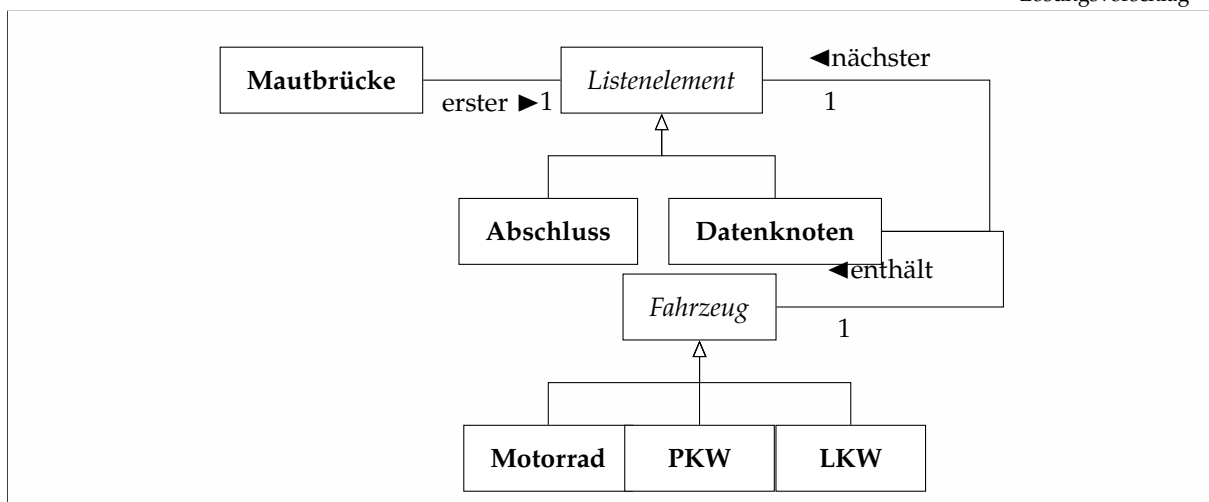 Lösungsvorschlag
Mautbrücke
Listenelement
◄nächster
erster ►1
1
Abschluss
Datenknoten
◄enthält
Fahrzeug
1
Motorrad
PKW
LKW